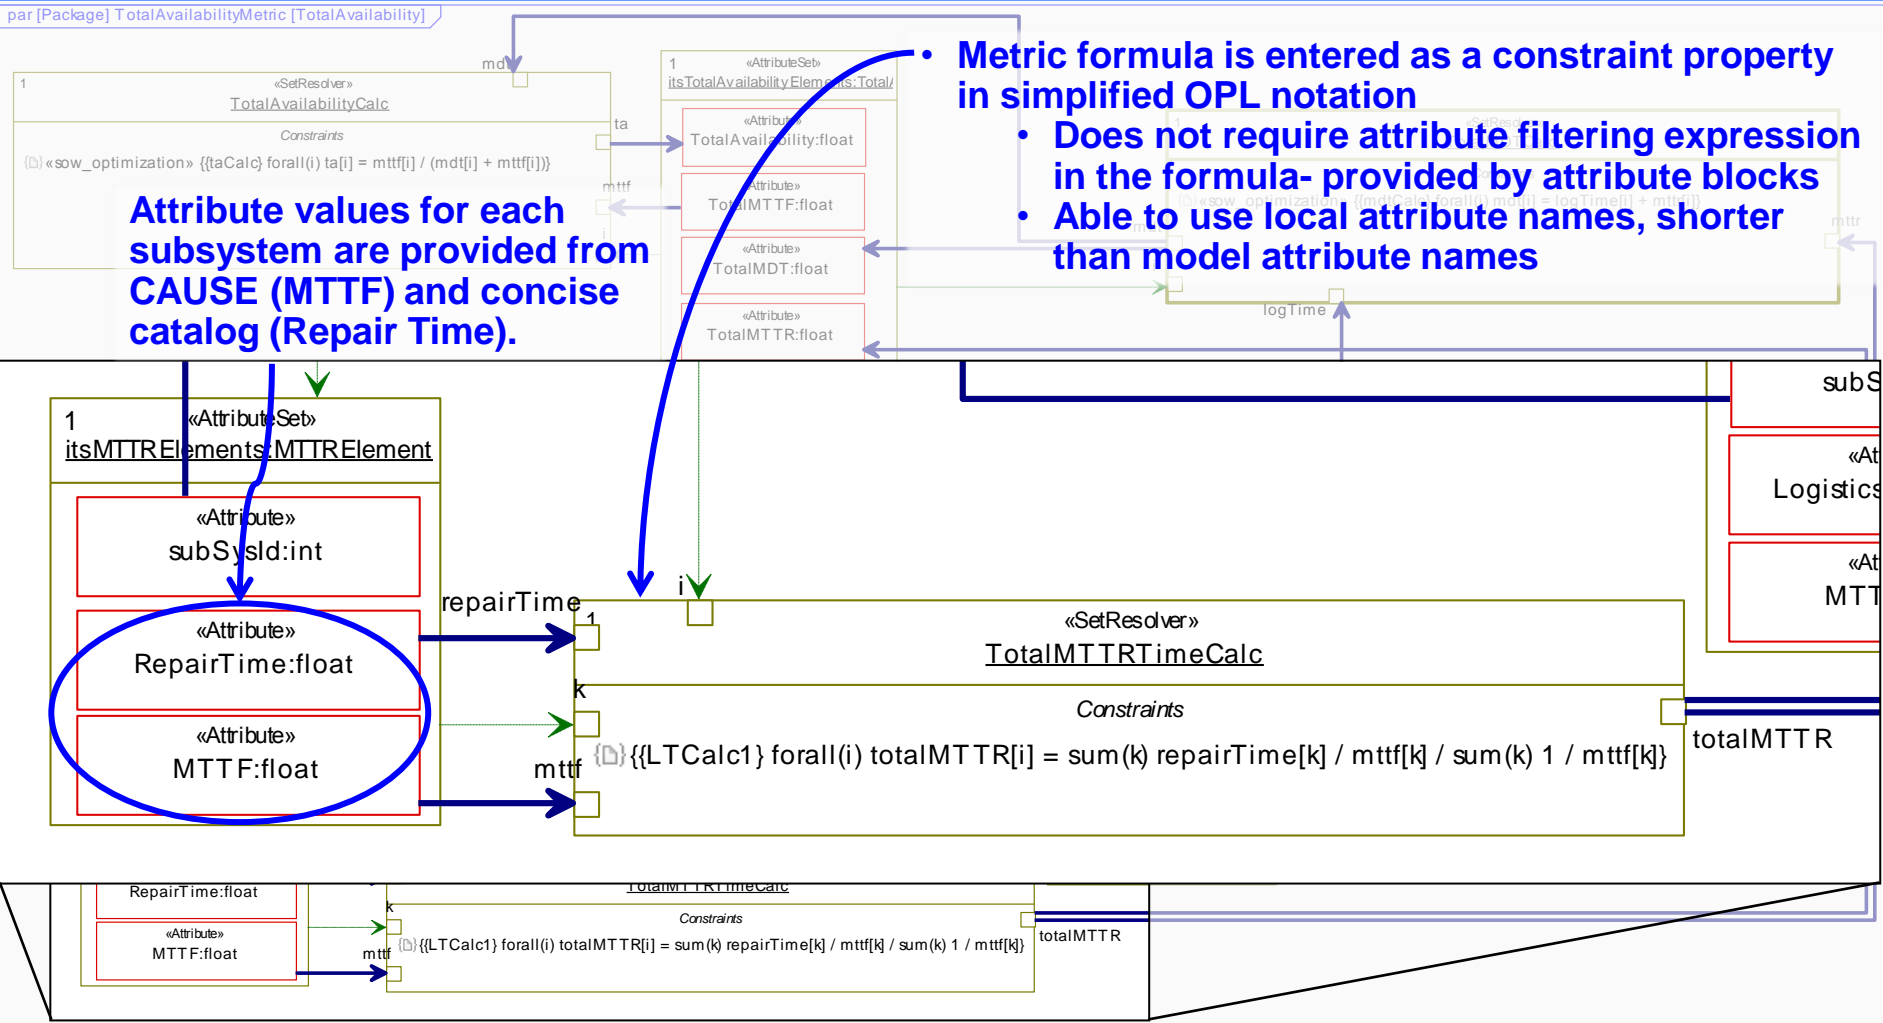 par [Package] TotalAvailabilityMetric [TotalAvailability]
1
«SetResolver»
TotalAvailabilityCalc
Constraints
«sow_optimization» {{taCalc} forall(i) ta[i] = mttf[i] / (mdt[i] + mttf[i])}
ta
mttf
i
1
«AttributeSet»
«Attribute»
TotalAvailability:float
«Attribute»
TotalMTTF:float
«Attribute»
TotalMDT:float
«Attribute»
TotalMTTR:float
• Metric formula is entered as a constraint property
in simplified OPL notation
• Does not require attribute filtering expression
in the formula- provided by attribute blocks
• Able to use local attribute names, shorter
than model attribute names
mttr
logTime
Attribute values for each
subsystem are provided from
CAUSE (MTTF) and concise
catalog (Repair Time).
1
«AttributeSet»
itsMTTRElements:MTTRElement
«Attribute»
subSysId:int
«Attribute»
RepairTime:float
«Attribute»
MTTF:float
repairTime
i
k
mttf
1
«SetResolver»
TotalMTTRTimeCalc
Constraints
{{LTCalc1} forall(i) totalMTTR[i] = sum(k) repairTime[k] / mttf[k] / sum(k) 1 / mttf[k]}
totalMTTR
subS
«At
Logistics
«At
MTT
RepairTime:float
«Attribute»
MTTF:float
k
mttf
TotalMTTRTimeCalc
Constraints
{{LTCalc1} forall(i) totalMTTR[i] = sum(k) repairTime[k] / mttf[k] / sum(k) 1 / mttf[k]}
totalMTTR